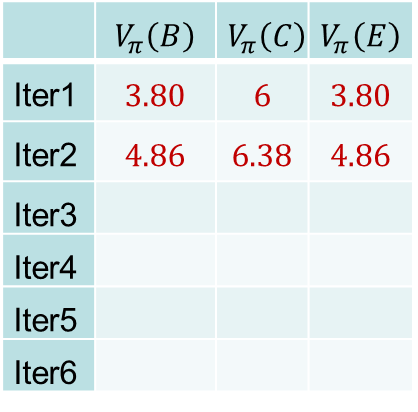 Vπ(B) Vπ(C) Vπ(E)
Iter1 3.80 6 3.80
Iter2 4.86 6.38 4.86
Iter3
Iter4
Iter5
Iter6